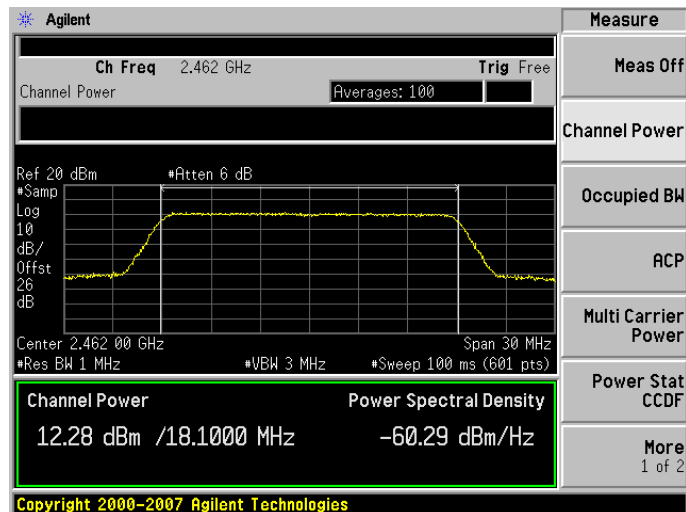 Agilent
Measure
Ch Freq 2.462 GHz Trig Free
Channel Power Averages: 100
Ref 20 dBm #Atten 6 dB
#Samp
Log
10
dB/
Offst
26
dB
Center 2.462 00 GHz Span 30 MHz
#Res BW 1 MHz #VBW 3 MHz #Sweep 100 ms (601 pts)
Channel Power Power Spectral Density
12.28 dBm /18.1000 MHz -60.29 dBm/Hz
Copyright 2000-2007 Agilent Technologies
Meas Off
Channel Power
Occupied BW
ACP
Multi Carrier
Power
Power Stat
CCDF
More
1 of 2